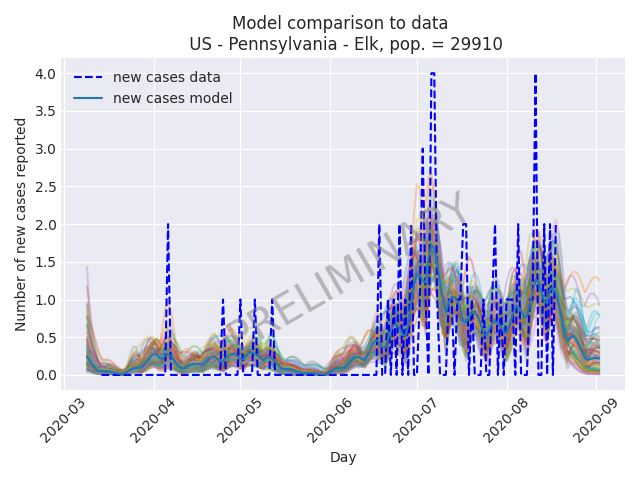 Model comparison to data
US - Pennsylvania - Elk, pop. = 29910
new cases data
new cases model
PRELIMINARY
Number of new cases reported
4.0
3.5
3.0
2.5
2.0
1.5
1.0
0.5
0.0
2020-03
2020-04
2020-05
2020-06
2020-07
2020-08
2020-09
Day